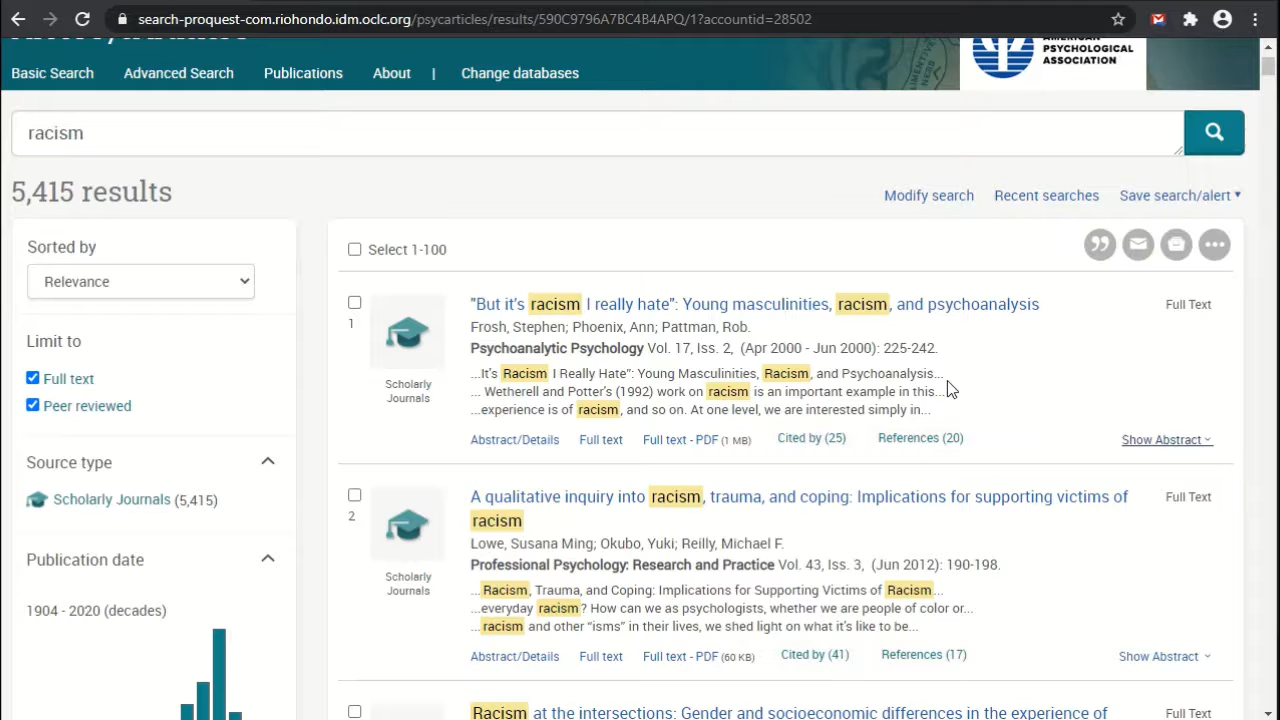 search-proquest-com.riohondo.idm.oclc.org/psycarticles/results/590C9796A7BC4B4APQ/1?accountid=28502
AMERICAN
PSYCHOLOGICAL
ASSOCIATION
Basic Search Advanced Search Publications About | Change databases
racism
5,415 results
Modify search Recent searches Save search/alert
Sorted by
Relevance
Limit to
Full text
Peer reviewed
Source type
Scholarly Journals (5,415)
Publication date
1904 - 2020 (decades)
Select 1-100
1
Scholarly
Journals
"But it's racism I really hate": Young masculinities, racism, and psychoanalysis
Full Text
Frosh, Stephen; Phoenix, Ann; Pattman, Rob.
Psychoanalytic Psychology Vol. 17, Iss. 2, (Apr 2000 - Jun 2000): 225-242.
...It's Racism I Really Hate": Young Masculinities, Racism, and Psychoanalysis...
... Wetherell and Potter's (1992) work on racism is an important example in this...
...experience is of racism, and so on. At one level, we are interested simply in...
Abstract/Details Full text Full text - PDF (1 MB) Cited by (25) References (20) Show Abstract
2
Scholarly
Journals
A qualitative inquiry into racism, trauma, and coping: Implications for supporting victims of
racism
Full Text
Lowe, Susana Ming; Okubo, Yuki; Reilly, Michael F.
Professional Psychology: Research and Practice Vol. 43, Iss. 3, (Jun 2012): 190-198.
...Racism, Trauma, and Coping: Implications for Supporting Victims of Racism...
...everyday racism? How can we as psychologists, whether we are people of color or...
...racism and other “isms” in their lives, we shed light on what it's like to be...
Abstract/Details Full text Full text - PDF (60 KB) Cited by (41) References (17) Show Abstract
Racism at the intersections: Gender and socioeconomic differences in the experience of